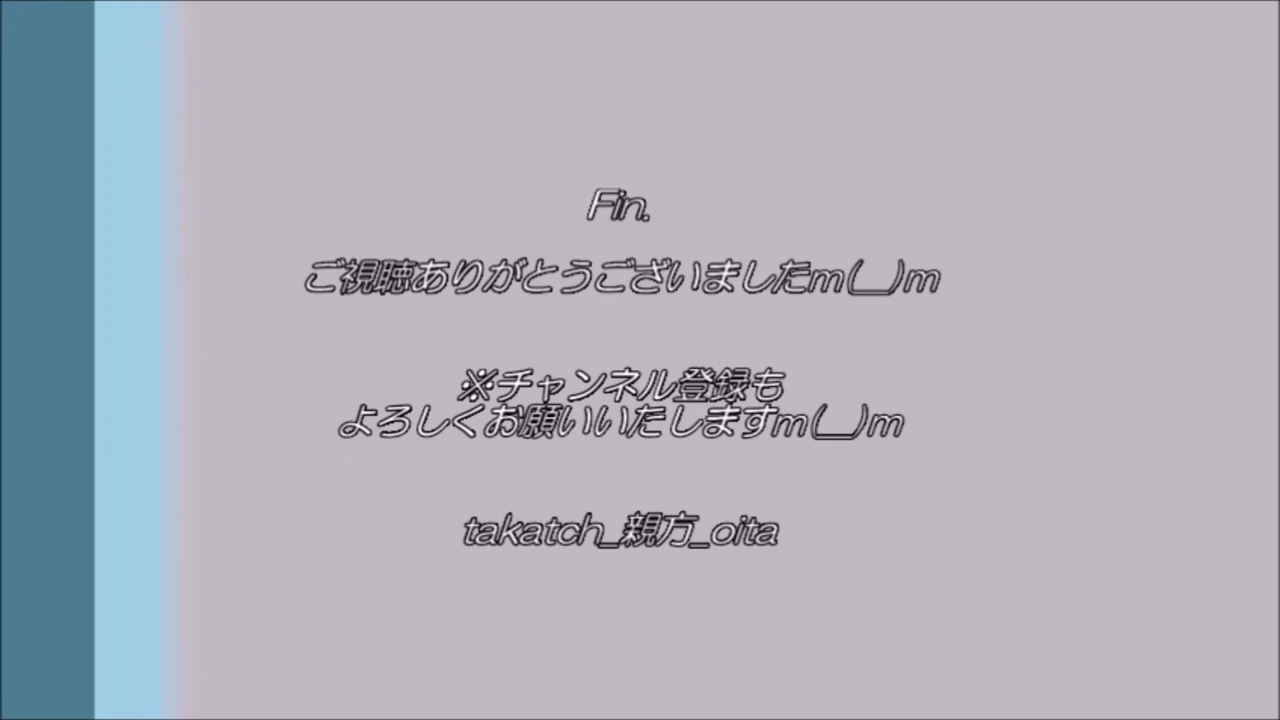 Fin.
ご視聴ありがとうございましたm(__)m
※チャンネル登録も
よろしくお願いいたしますm(__)m
takatch_親方_oita